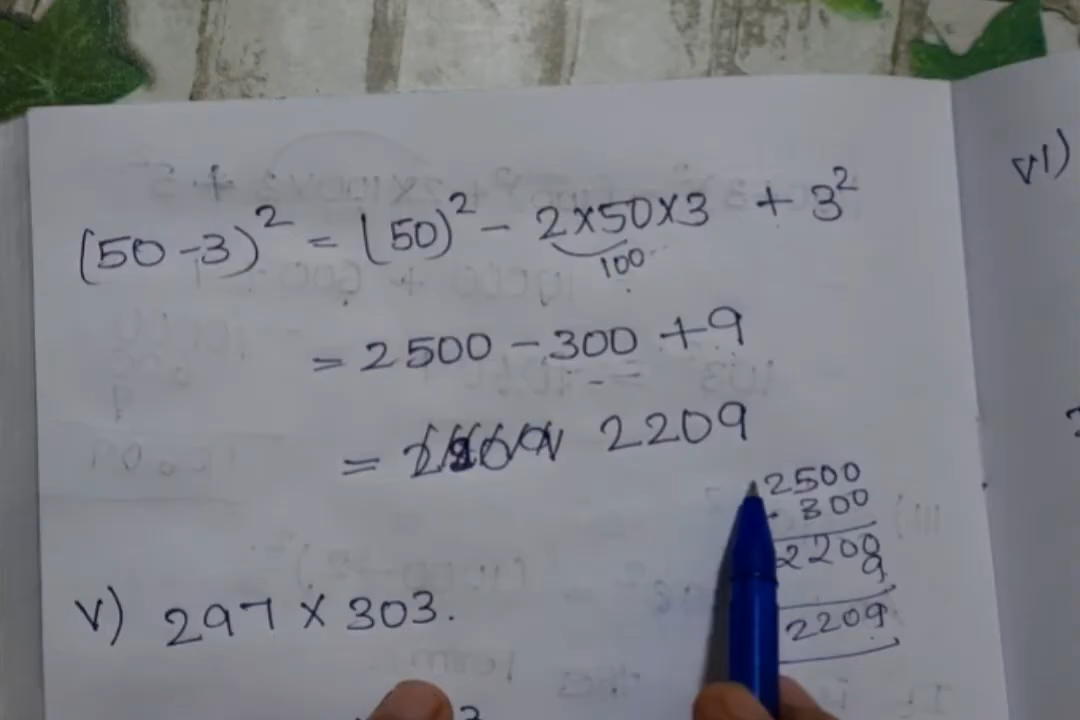 (50-3)² = (50)² - 2×50×3 + 3²
100
= 2500 - 300 + 9
= 2209
2500
- 300
2200
9
2209
v) 297 × 303.
vi)